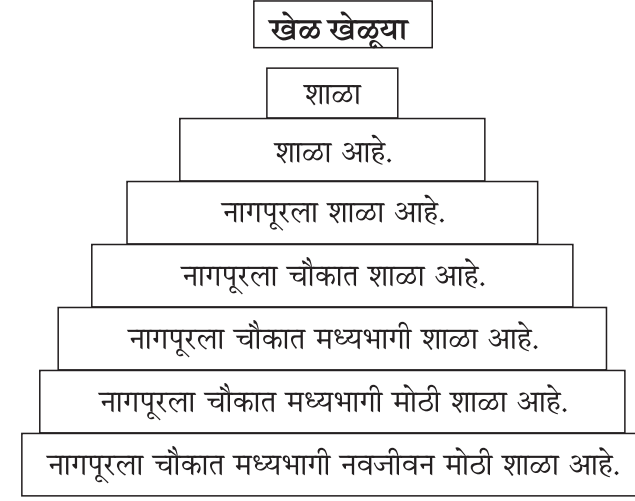 खेळ खेळूया
शाळा
शाळा आहे.
नागपूरला शाळा आहे.
नागपूरला चौकात शाळा आहे.
नागपूरला चौकात मध्यभागी शाळा आहे.
नागपूरला चौकात मध्यभागी मोठी शाळा आहे.
नागपूरला चौकात मध्यभागी नवजीवन मोठी शाळा आहे.